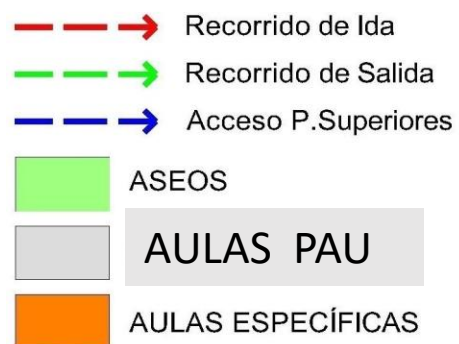 Recorrido de Ida
Recorrido de Salida
Acceso P.Superiores
ASEOS
AULAS PAU
AULAS ESPECÍFICAS